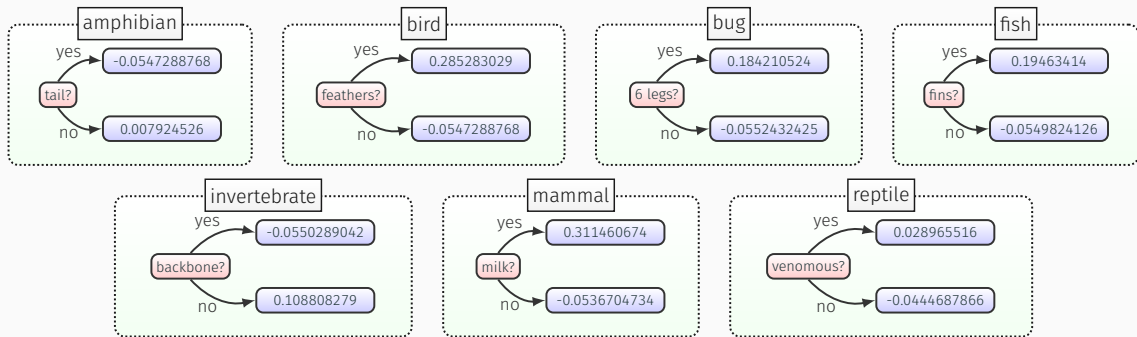 amphibian
yes
-0.0547288768
tail?
no
0.007924526
bird
yes
0.285283029
feathers?
no
-0.0547288768
bug
yes
0.184210524
6 legs?
no
-0.0552432425
fish
yes
0.19463414
fins?
no
-0.0549824126
invertebrate
yes
-0.0550289042
backbone?
no
0.108808279
mammal
yes
0.311460674
milk?
no
-0.0536704734
reptile
yes
0.028965516
venomous?
no
-0.0444687866